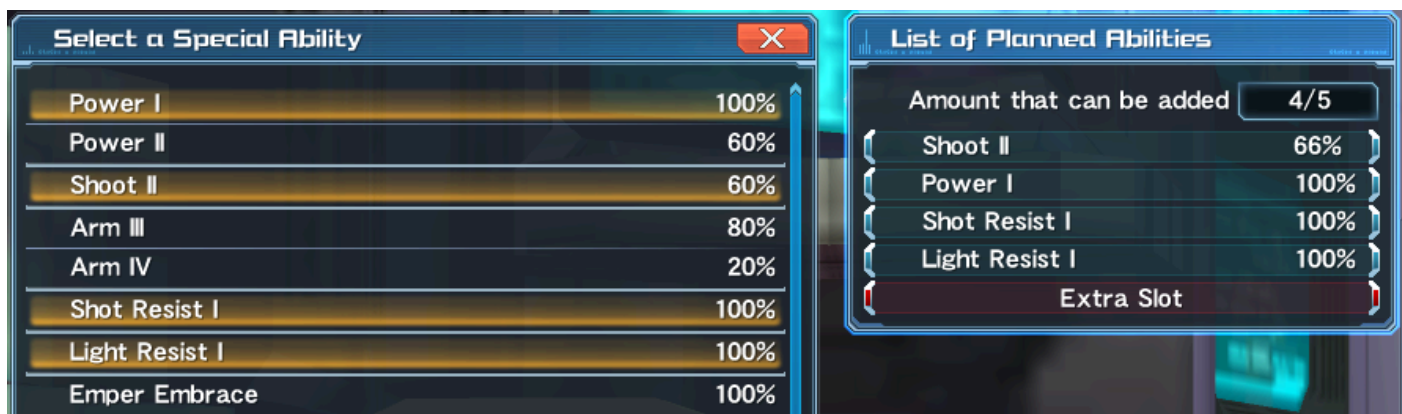 Select a Special Ability
Power I 100%
Power II 60%
Shoot II 60%
Arm III 80%
Arm IV 20%
Shot Resist I 100%
Light Resist I 100%
Emper Embrace 100%
List of Planned Abilities
Amount that can be added 4/5
Shoot II 66%
Power I 100%
Shot Resist I 100%
Light Resist I 100%
Extra Slot